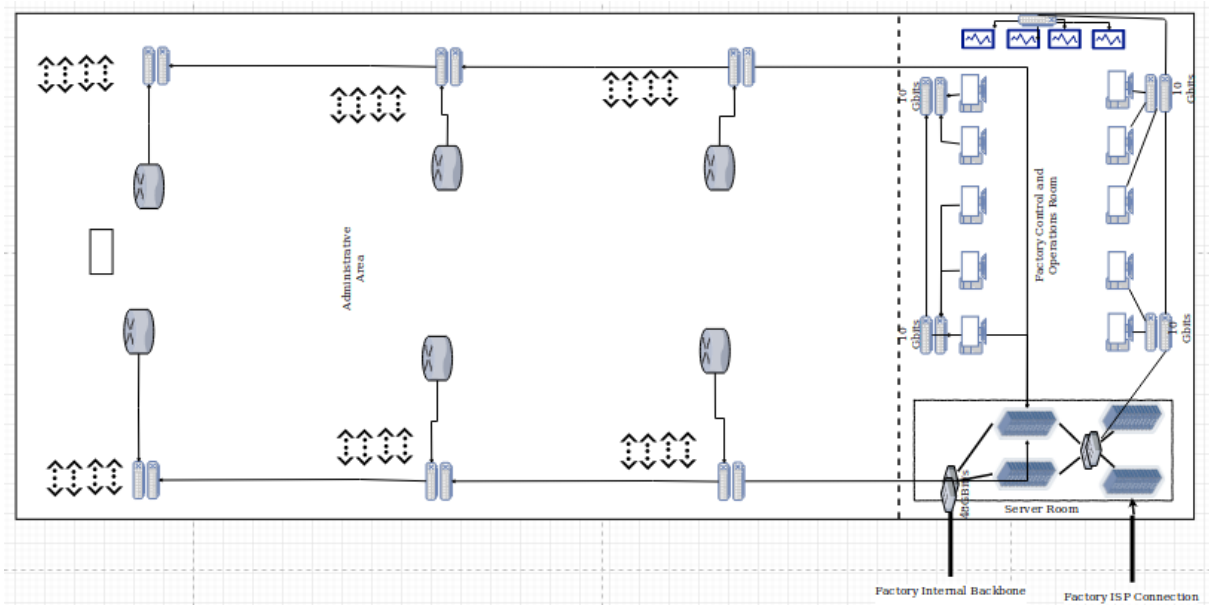 10
Gbits
10
Gbits
Factory Control and
Operations Room
Administrative
Area
10
Gbits
10
Gbits
48GBits
Server Room
Factory Internal Backbone
Factory ISP Connection